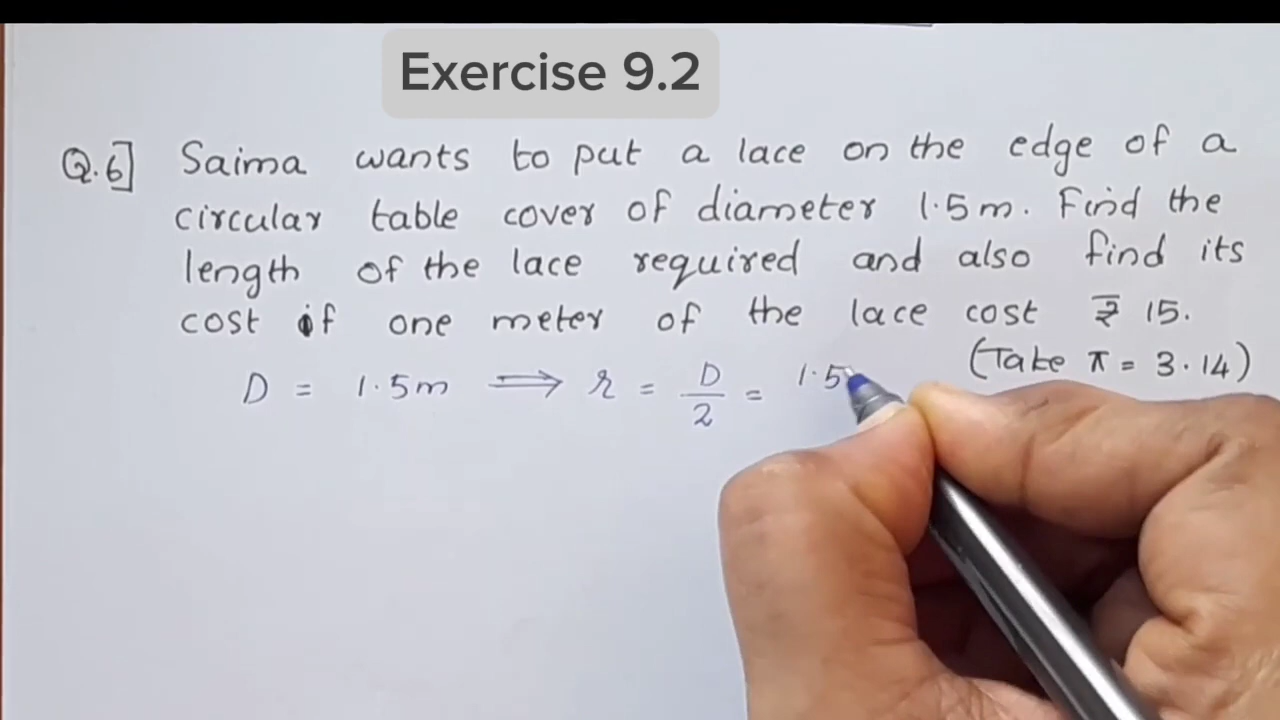 Exercise 9.2
Q.6] Saima wants to put a lace on the edge of a
circular table cover of diameter 1.5m. Find the
length of the lace required and also find its
cost if one meter of the lace cost ₹ 15.
(Take π = 3.14)
D = 1.5m ⟹ r = D/2 = 1.5